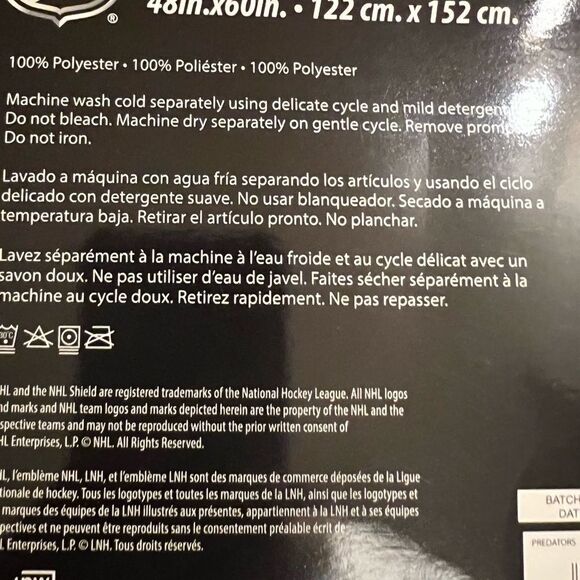 ®
48in.x60in. • 122 cm. x 152 cm.
100% Polyester • 100% Poliéster • 100% Polyester
Machine wash cold separately using delicate cycle and mild
Do not bleach. Machine dry separately on gentle cycle. Remove
Do not iron.
Lavado a máquina con agua fría separando los artículos y usando el ciclo
delicado con detergente suave. No usar blanqueador. Secado a máquina a
temperatura baja. Retirar el artículo pronto. No planchar.
Lavez séparément à la machine à l'eau froide et au cycle délicat avec un
savon doux. Ne pas utiliser d'eau de javel. Faites sécher séparément à la
machine au cycle doux. Retirez rapidement. Ne pas repasser.
HL and the NHL Shield are registered trademarks of the National Hockey League. All NHL logos
nd marks and NHL team logos and marks depicted herein are the property of the NHL and the
spective teams and may not be reproduced without the prior written consent of
HL Enterprises, L.P. © NHL. All Rights Reserved.
HL, l'emblème NHL, LNH, et l'emblème LNH sont des marques de commerce déposées de la Ligue
tionale de hockey. Tous les logotypes et toutes les marques de la LNH, ainsi que les logotypes et
marques des équipes de la LNH illustrés aux présentes, appartiennent à la LNH et à ses équipes
pectives et ne peuvent être reproduits sans le consentement préalable écrit de
L Enterprises, L.P. © LNH. Tous droits réservés.
BATCH
DAT
PREDATORS